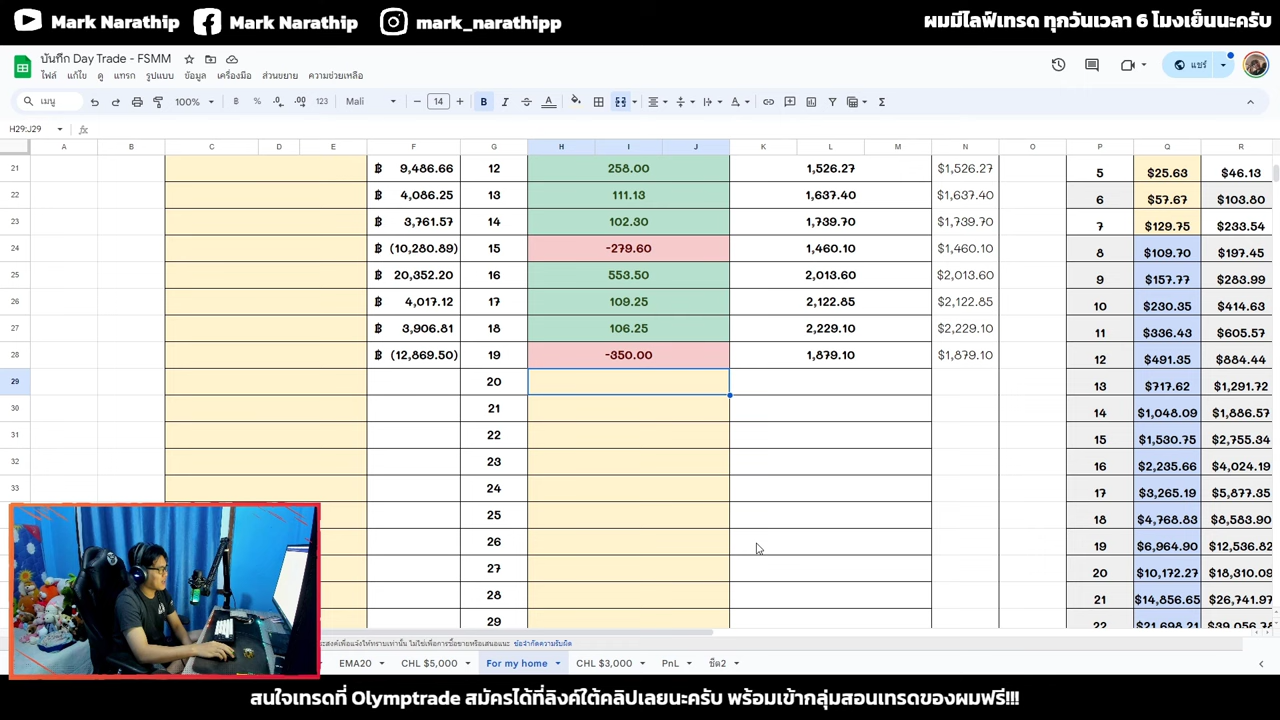 Mark Narathip Mark Narathip mark_narathipp ผมมีไลฟ์เทรด ทุกวันเวลา 6 โมงเย็นนะครับ
บันทึก Day Trade - FSMM
ไฟล์ แก้ไข ดู แทรก รูปแบบ ข้อมูล เครื่องมือ ส่วนขยาย ความช่วยเหลือ
แชร์
เมนู 100% ฿ % .0 .00 123 Mali 14 B I S A
H29:J29 fx
A B C D E F G H I J K L M N O P Q R
21 ฿ 9,486.66 12 258.00 1,526.27 $1,526.27 5 $25.63 $46.13
22 ฿ 4,086.25 13 111.13 1,637.40 $1,637.40 6 $57.67 $103.80
23 ฿ 3,761.57 14 102.30 1,739.70 $1,739.70 7 $129.75 $233.54
24 ฿ (10,280.89) 15 -279.60 1,460.10 $1,460.10 8 $109.70 $197.45
25 ฿ 20,352.20 16 553.50 2,013.60 $2,013.60 9 $157.77 $283.99
26 ฿ 4,017.12 17 109.25 2,122.85 $2,122.85 10 $230.35 $414.63
27 ฿ 3,906.81 18 106.25 2,229.10 $2,229.10 11 $336.43 $605.57
28 ฿ (12,869.50) 19 -350.00 1,879.10 $1,879.10 12 $491.35 $884.44
29 20 13 $717.62 $1,291.72
30 21 14 $1,048.09 $1,886.57
31 22 15 $1,530.75 $2,755.34
32 23 16 $2,235.66 $4,024.19
33 24 17 $3,265.19 $5,877.35
25 18 $4,768.83 $8,583.90
26 19 $6,964.90 $12,536.82
27 20 $10,172.27 $18,310.09
28 21 $14,856.65 $26,741.97
29 22 $21,698.21 $39,056.78
EMA20 CHL $5,000 For my home CHL $3,000 PnL ชีต2
สนใจเทรดที่ Olymptrade สมัครได้ที่ลิงค์ใต้คลิปเลยนะครับ พร้อมเข้ากลุ่มสอนเทรดของผมฟรี!!!